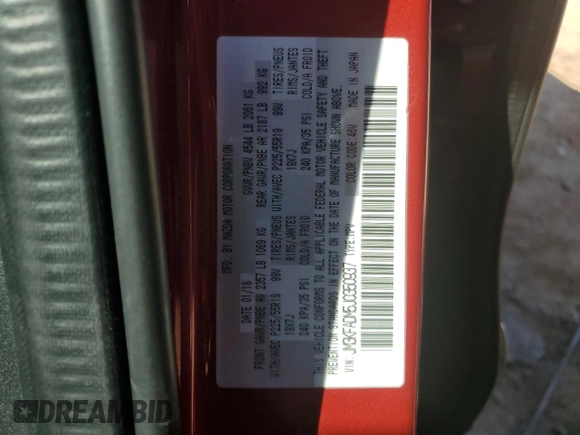 MFD. BY MAZDA MOTOR CORPORATION
DATE 01/18 GVWR/PNBV 4544 LB 2061 KG
FRONT GAWR/PNBE AV 2357 LB 1069 KG REAR GAWR/PNBE AR 2187 LB 992 KG
WITH/AVEC P225/55R19 99V TIRES/PNEUS WITH/AVEC P225/55R19 99V TIRES/PNEUS
19X7J RIMS/JANTES 19X7J RIMS/JANTES
240 KPA/35 PSI COLD/A FROID 240 KPA/35 PSI COLD/A FROID
THIS VEHICLE CONFORMS TO ALL APPLICABLE FEDERAL MOTOR VEHICLE SAFETY AND THEFT
PREVENTION STANDARDS IN EFFECT ON THE DATE OF MANUFACTURE SHOWN ABOVE.
VIN: JM3KFADM5J0360937 TYPE:MPV COLOR CODE:46V MADE IN JAPAN
DREAMBID